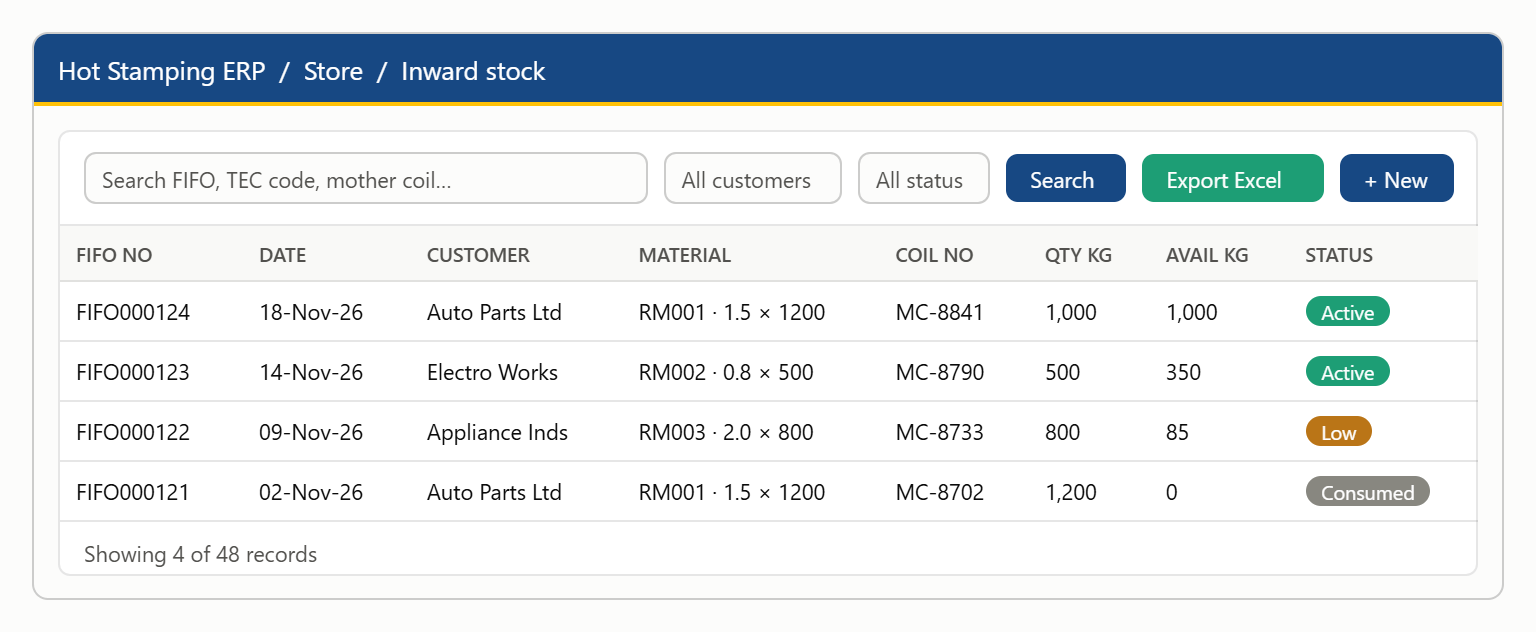 Hot Stamping ERP / Store / Inward stock
Search FIFO, TEC code, mother coil... All customers All status Search Export Excel + New
FIFO NO DATE CUSTOMER MATERIAL COIL NO QTY KG AVAIL KG STATUS
FIFO000124 18-Nov-26 Auto Parts Ltd RM001 · 1.5 × 1200 MC-8841 1,000 1,000 Active
FIFO000123 14-Nov-26 Electro Works RM002 · 0.8 × 500 MC-8790 500 350 Active
FIFO000122 09-Nov-26 Appliance Inds RM003 · 2.0 × 800 MC-8733 800 85 Low
FIFO000121 02-Nov-26 Auto Parts Ltd RM001 · 1.5 × 1200 MC-8702 1,200 0 Consumed
Showing 4 of 48 records